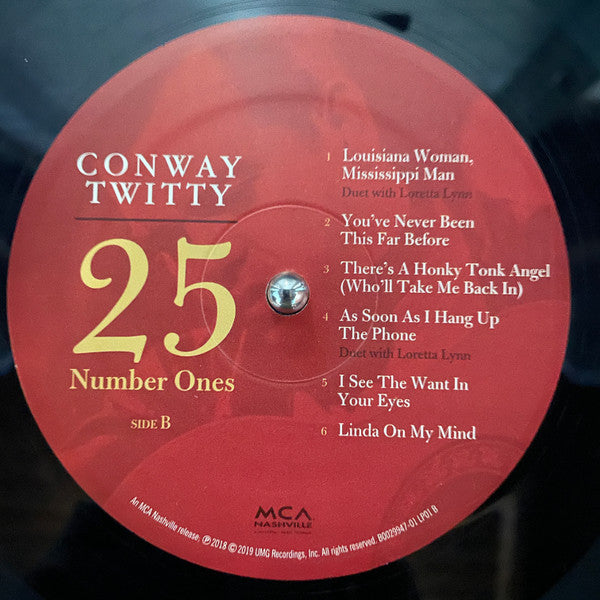 CONWAY
TWITTY
25
Number Ones
SIDE B
1 Louisiana Woman,
Mississippi Man
Duet with Loretta Lynn
2 You've Never Been
This Far Before
3 There's A Honky Tonk Angel
(Who'll Take Me Back In)
4 As Soon As I Hang Up
The Phone
Duet with Loretta Lynn
5 I See The Want In
Your Eyes
6 Linda On My Mind
MCA
NASHVILLE
An MCA Nashville release; ℗ 2018 © 2019 UMG Recordings, Inc. All rights reserved. B0029947-01 LP01 B